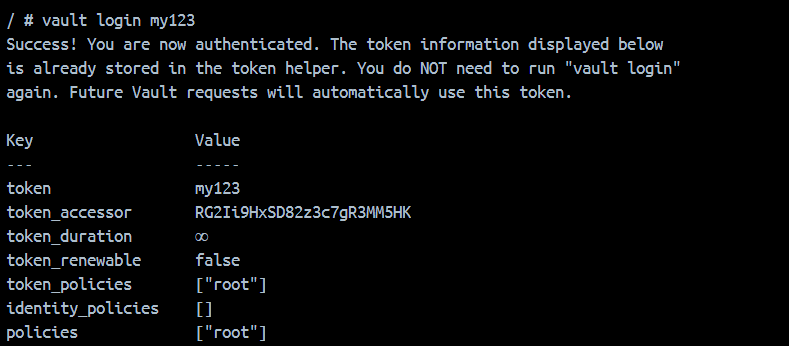 / # vault login my123
Success! You are now authenticated. The token information displayed below
is already stored in the token helper. You do NOT need to run "vault login"
again. Future Vault requests will automatically use this token.
Key Value
--- -----
token my123
token_accessor RG2Ii9HxSD82z3c7gR3MM5HK
token_duration ∞
token_renewable false
token_policies ["root"]
identity_policies []
policies ["root"]